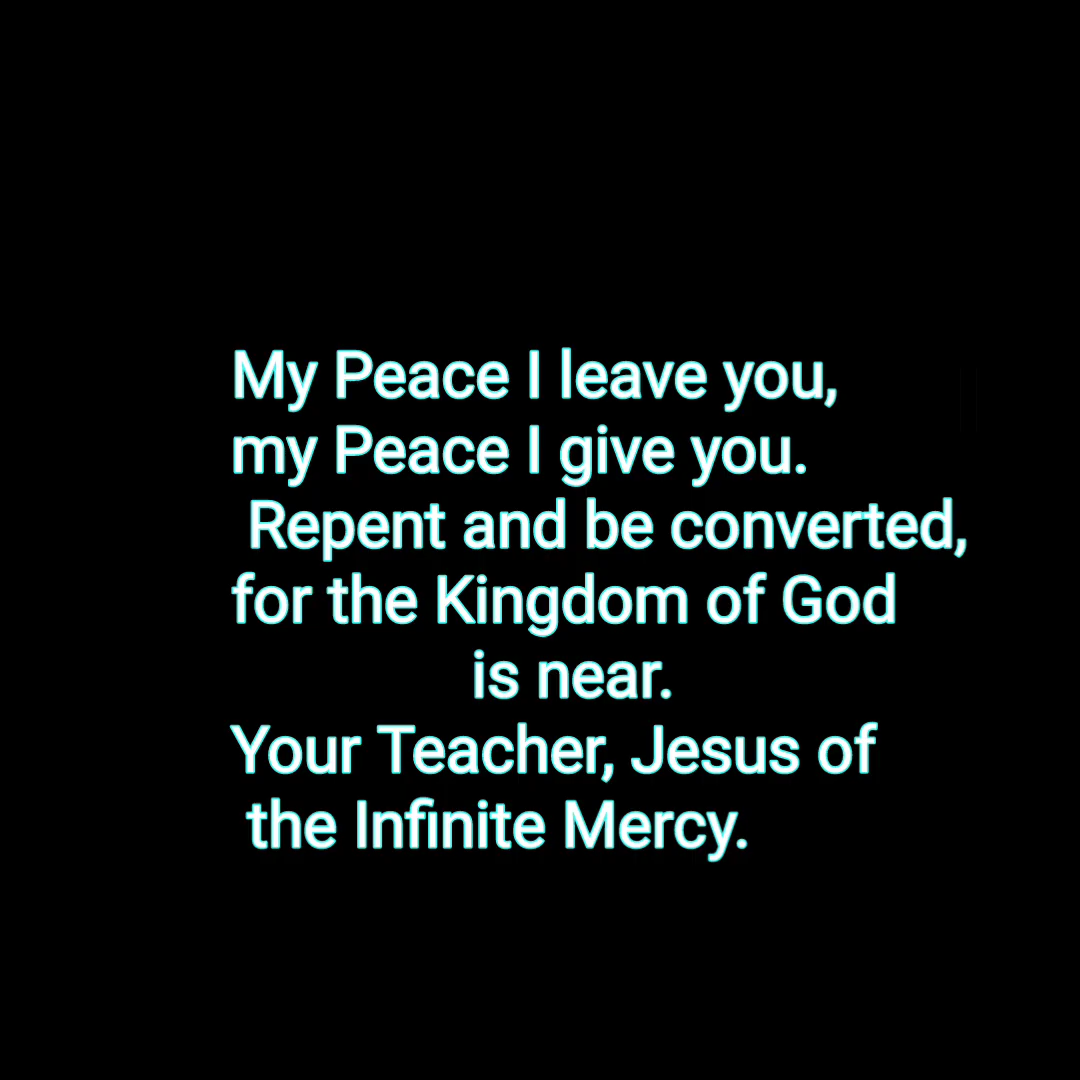 My Peace I leave you,
my Peace I give you.
Repent and be converted,
for the Kingdom of God
is near.
Your Teacher, Jesus of
the Infinite Mercy.